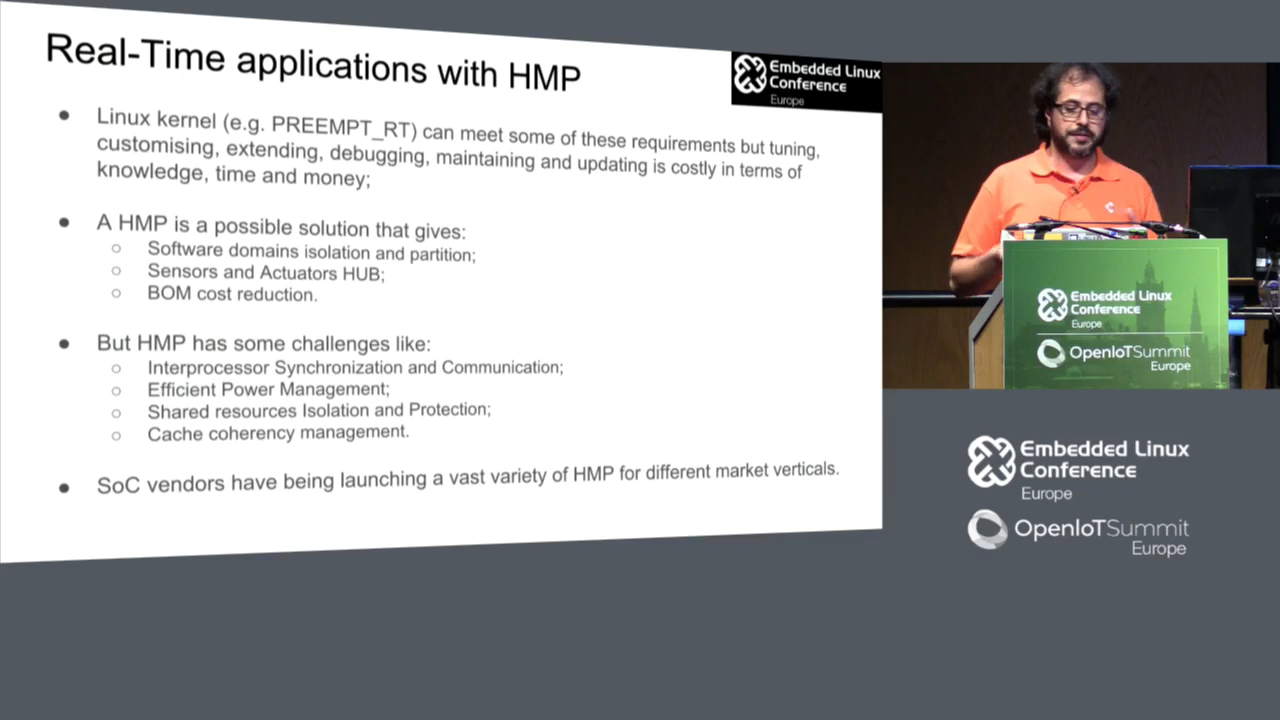 Real-Time applications with HMP
Embedded Linux
Conference
Europe
● Linux kernel (e.g. PREEMPT_RT) can meet some of these requirements but tuning,
customising, extending, debugging, maintaining and updating is costly in terms of
knowledge, time and money;
● A HMP is a possible solution that gives:
○ Software domains isolation and partition;
○ Sensors and Actuators HUB;
○ BOM cost reduction.
● But HMP has some challenges like:
○ Interprocessor Synchronization and Communication;
○ Efficient Power Management;
○ Shared resources Isolation and Protection;
○ Cache coherency management.
● SoC vendors have being launching a vast variety of HMP for different market verticals.
Embedded Linux
Conference
Europe
OpenIoTSummit
Europe
Embedded Linux
Conference
Europe
OpenIoTSummit
Europe